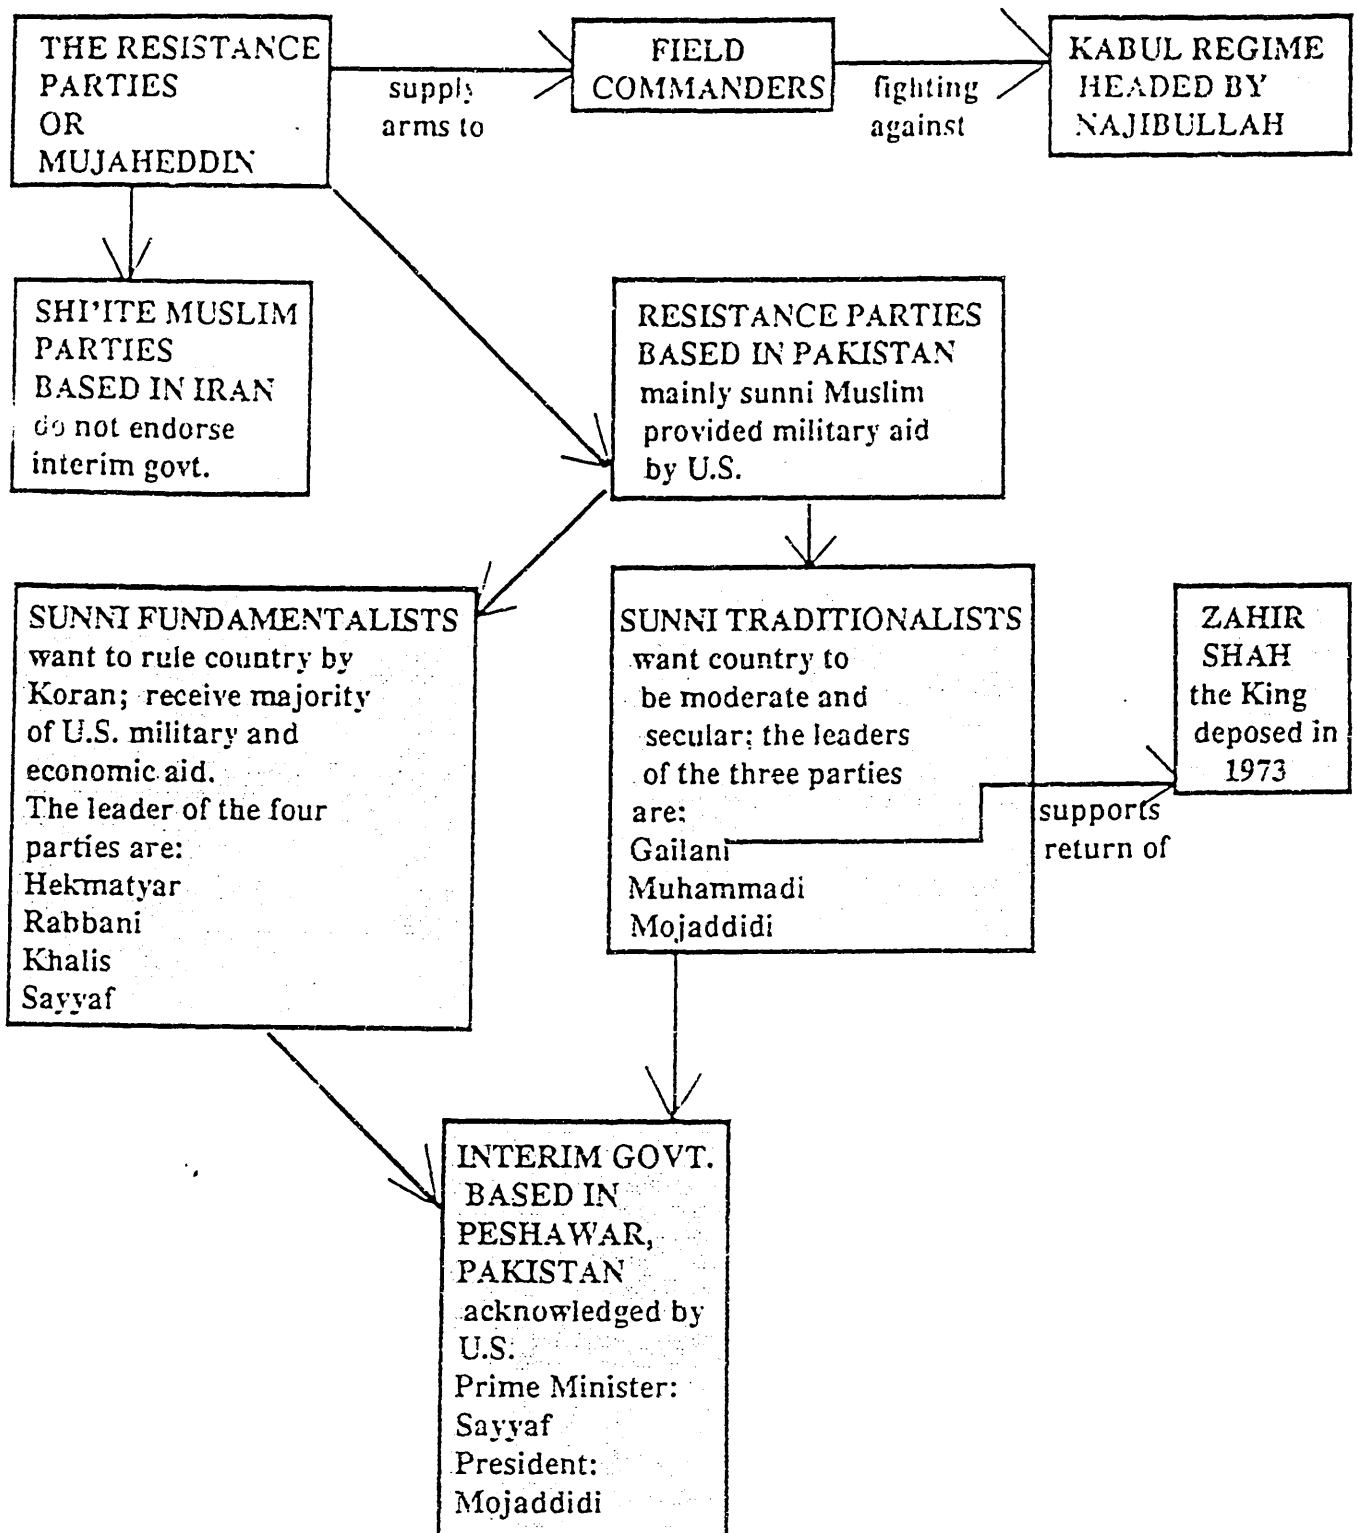 THE RESISTANCE
PARTIES
OR
MUJAHEDDIN
supply
arms to
FIELD
COMMANDERS
fighting
against
KABUL REGIME
HEADED BY
NAJIBULLAH
SHI'ITE MUSLIM
PARTIES
BASED IN IRAN
do not endorse
interim govt.
RESISTANCE PARTIES
BASED IN PAKISTAN
mainly sunni Muslim
provided military aid
by U.S.
SUNNI FUNDAMENTALISTS
want to rule country by
Koran; receive majority
of U.S. military and
economic aid.
The leader of the four
parties are:
Hekmatyar
Rabbani
Khalis
Sayyaf
SUNNI TRADITIONALISTS
want country to
be moderate and
secular; the leaders
of the three parties
are:
Gailani
Muhammadi
Mojaddidi
supports
return of
ZAHIR
SHAH
the King
deposed in
1973
INTERIM GOVT.
BASED IN
PESHAWAR,
PAKISTAN
acknowledged by
U.S.
Prime Minister:
Sayyaf
President:
Mojaddidi